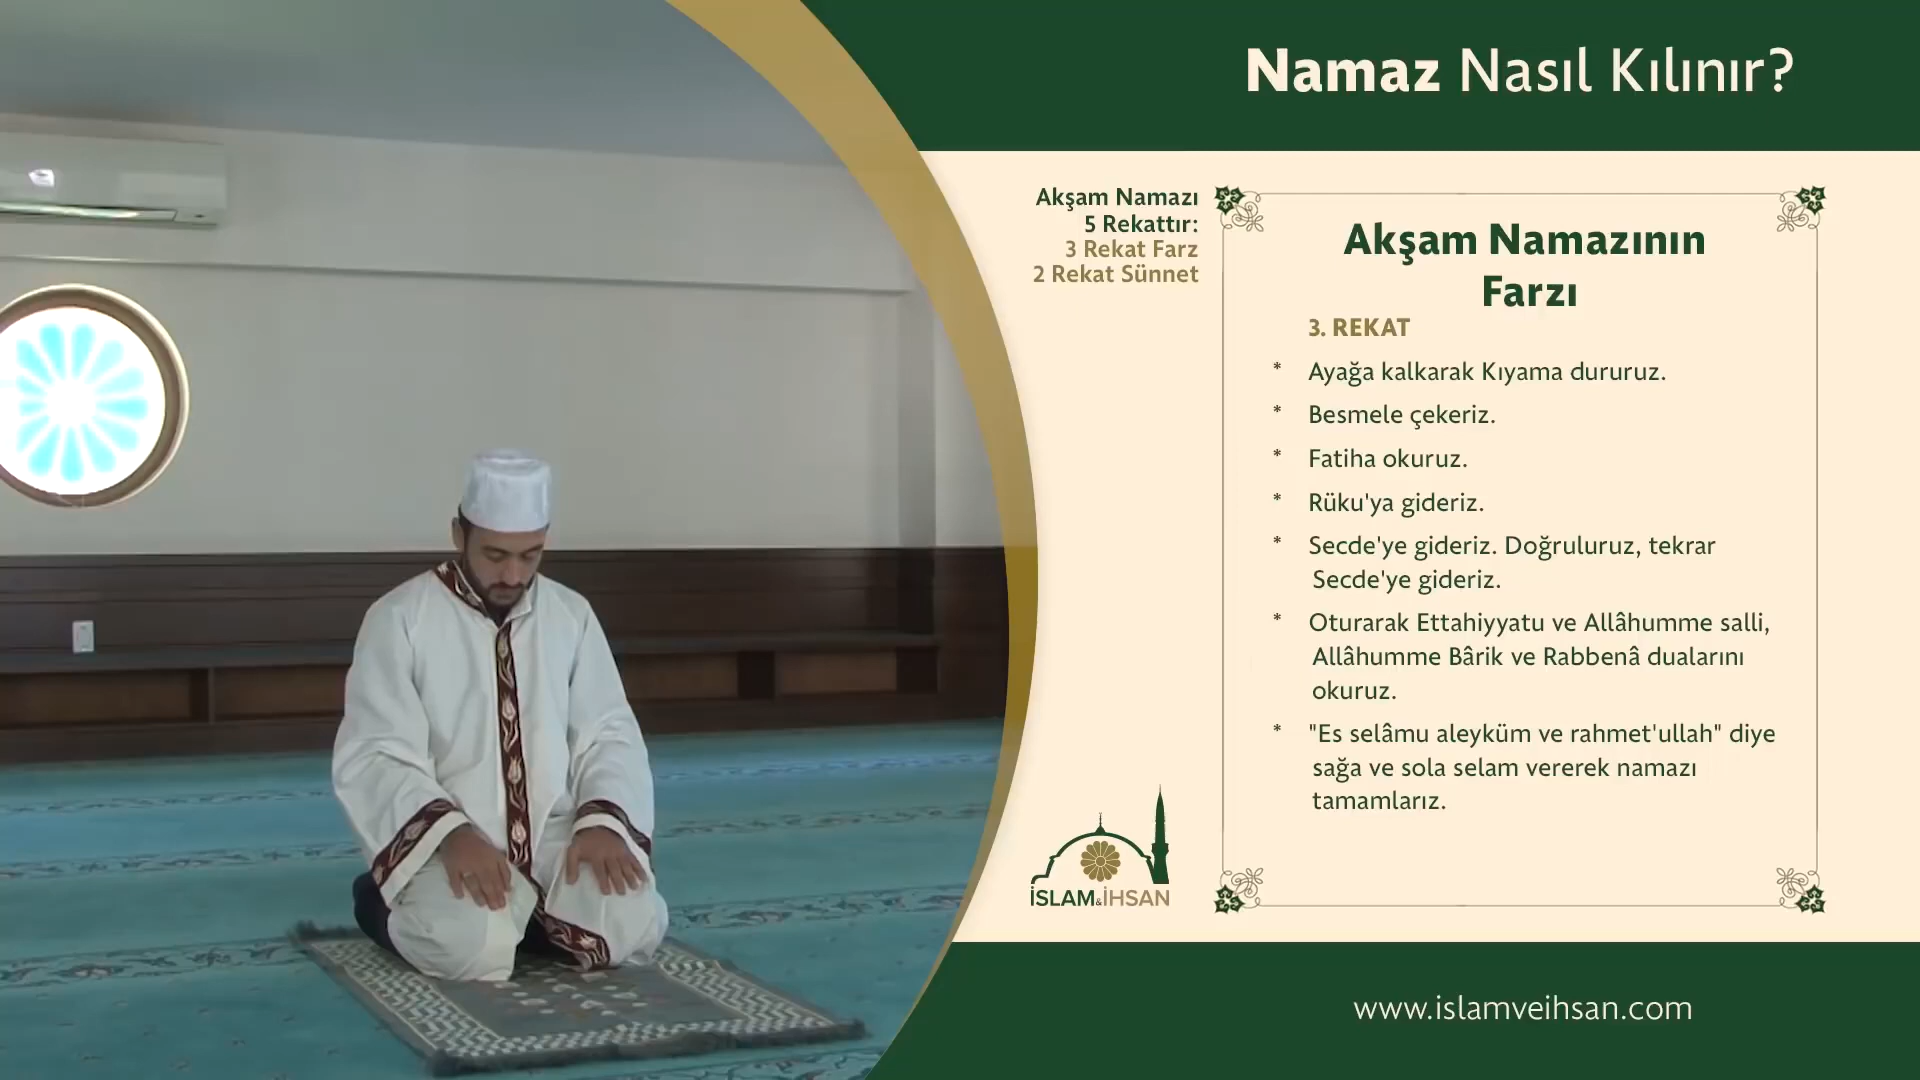 Namaz Nasıl Kılınır?
Akşam Namazı
5 Rekattır:
3 Rekat Farz
2 Rekat Sünnet
Akşam Namazının
Farzı
3. REKAT
* Ayağa kalkarak Kıyama dururuz.
* Besmele çekeriz.
* Fatiha okuruz.
* Rüku'ya gideriz.
* Secde'ye gideriz. Doğruluruz, tekrar
Secde'ye gideriz.
* Oturarak Ettahiyyatu ve Allâhumme salli,
Allâhumme Bârik ve Rabbenâ dualarını
okuruz.
* "Es selâmu aleyküm ve rahmet'ullah" diye
sağa ve sola selam vererek namazı
tamamlarız.
İSLAM&İHSAN
www.islamveihsan.com